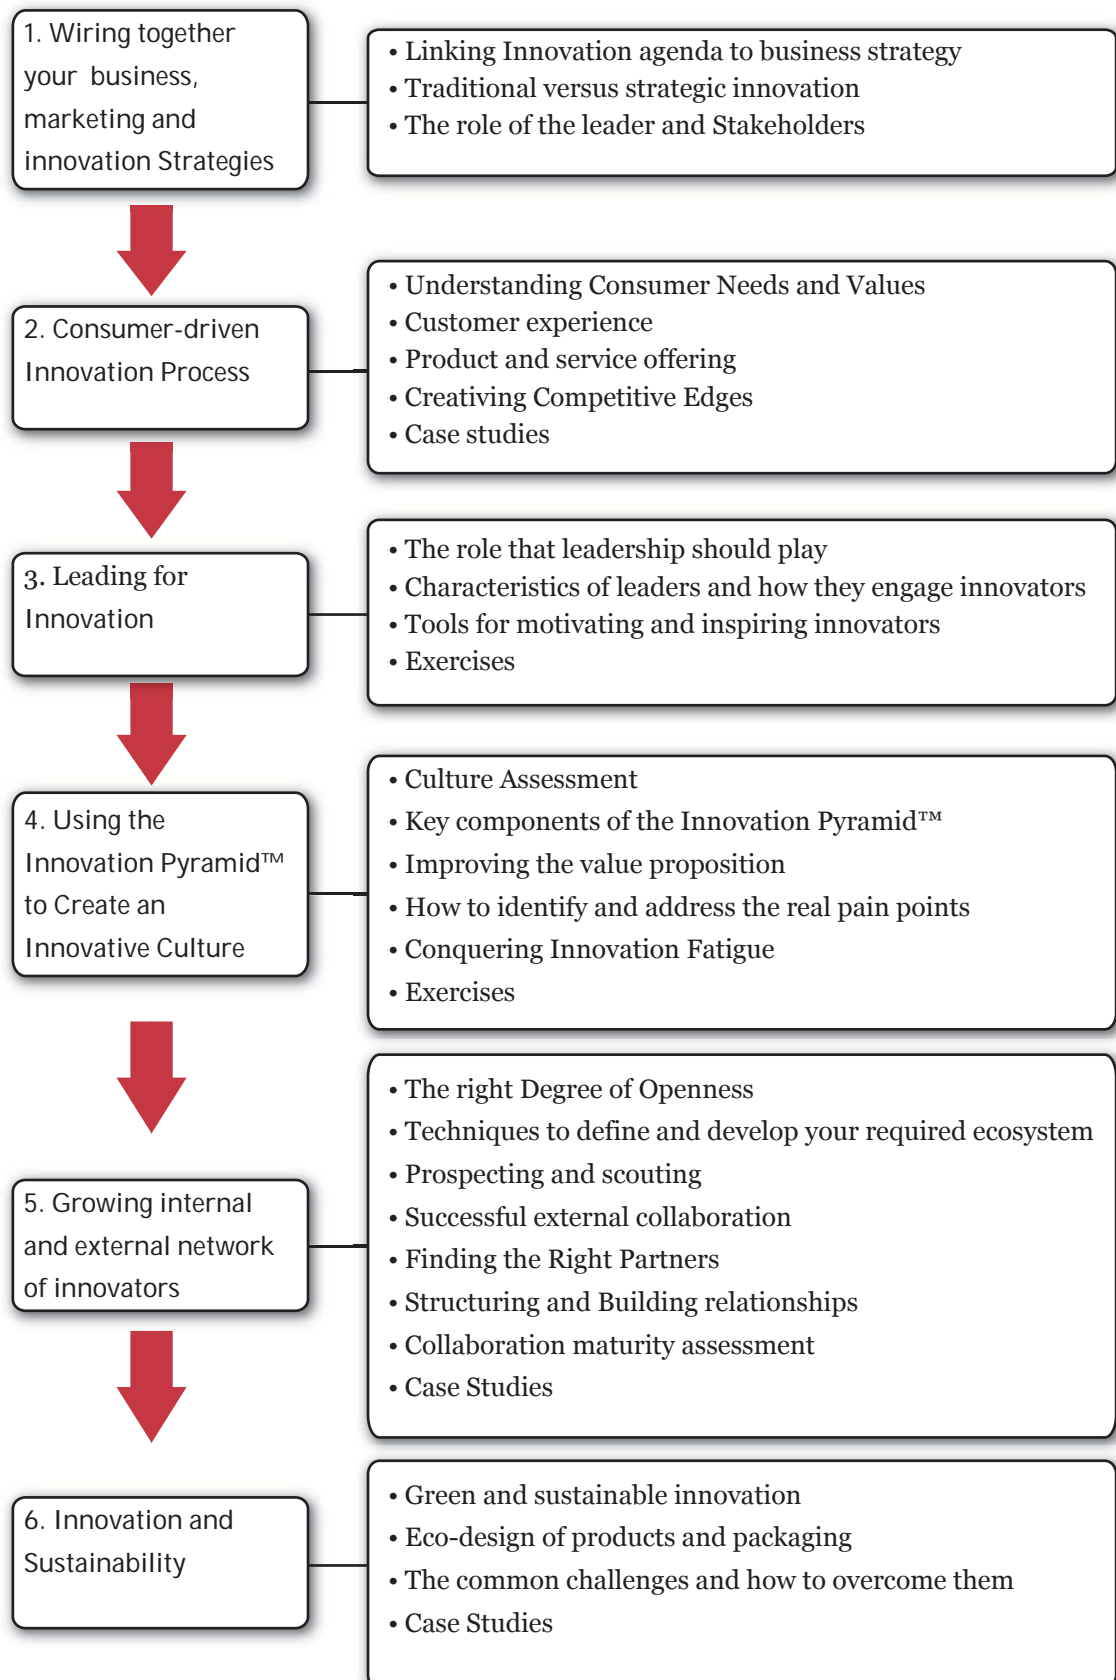 1. Wiring together
your business,
marketing and
innovation Strategies
• Linking Innovation agenda to business strategy
• Traditional versus strategic innovation
• The role of the leader and Stakeholders
2. Consumer-driven
Innovation Process
• Understanding Consumer Needs and Values
• Customer experience
• Product and service offering
• Creativing Competitive Edges
• Case studies
3. Leading for
Innovation
• The role that leadership should play
• Characteristics of leaders and how they engage innovators
• Tools for motivating and inspiring innovators
• Exercises
4. Using the
Innovation Pyramid™
to Create an
Innovative Culture
• Culture Assessment
• Key components of the Innovation Pyramid™
• Improving the value proposition
• How to identify and address the real pain points
• Conquering Innovation Fatigue
• Exercises
5. Growing internal
and external network
of innovators
• The right Degree of Openness
• Techniques to define and develop your required ecosystem
• Prospecting and scouting
• Successful external collaboration
• Finding the Right Partners
• Structuring and Building relationships
• Collaboration maturity assessment
• Case Studies
6. Innovation and
Sustainability
• Green and sustainable innovation
• Eco-design of products and packaging
• The common challenges and how to overcome them
• Case Studies